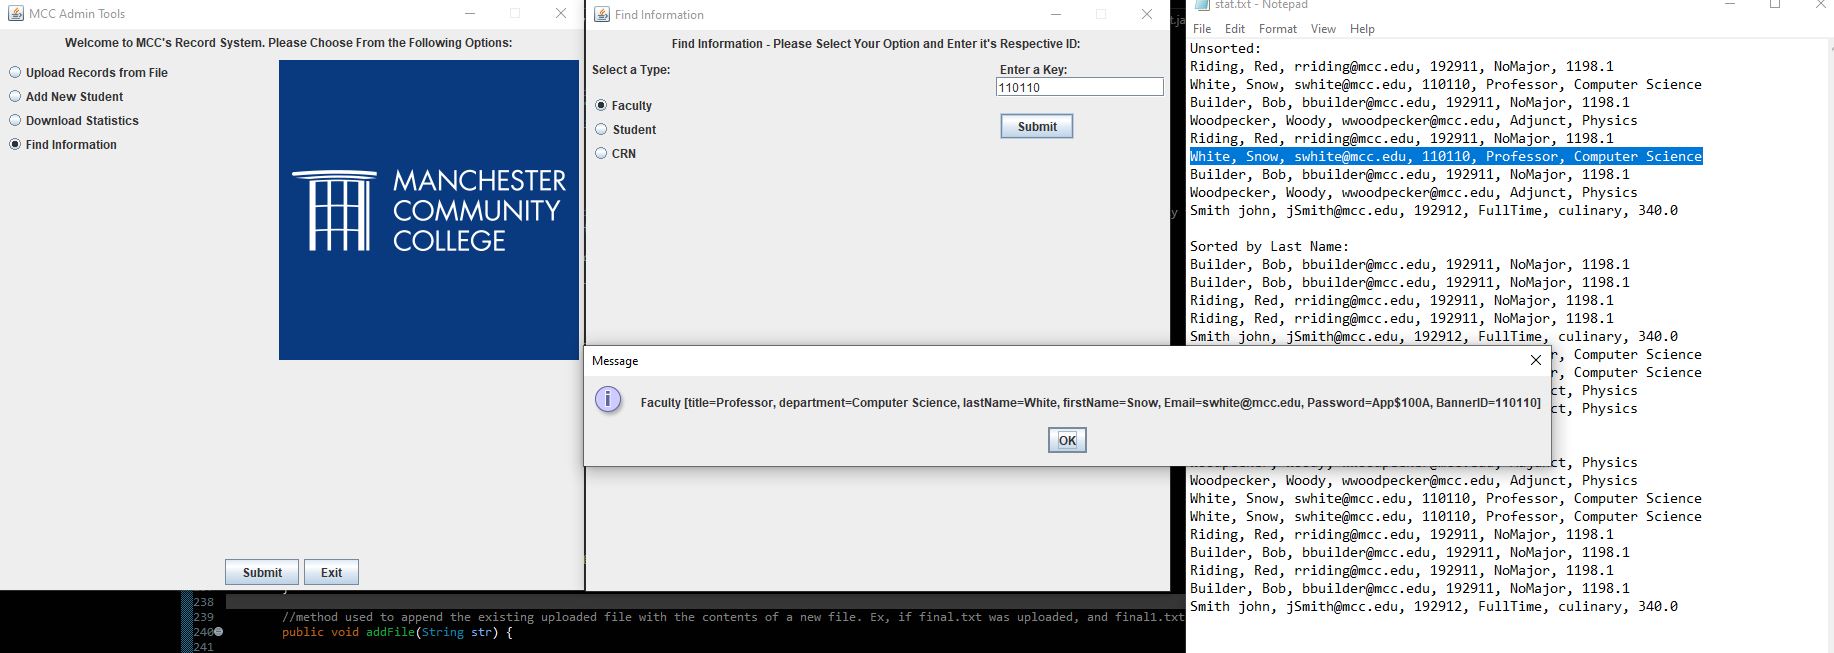 MCC Admin Tools
Welcome to MCC's Record System. Please Choose From the Following Options:
Upload Records from File
Add New Student
Download Statistics
Find Information
MANCHESTER
COMMUNITY
COLLEGE
Submit
Exit
Find Information
Find Information - Please Select Your Option and Enter it's Respective ID:
Select a Type:
Enter a Key:
110110
Faculty
Submit
Student
CRN
Message
Faculty [title=Professor, department=Computer Science, lastName=White, firstName=Snow, Email=swhite@mcc.edu, Password=App$100A, BannerID=110110]
OK
238
239 //method used to append the existing uploaded file with the contents of a new file. Ex, if final.txt was uploaded, and final1.txt
240 public void addFile(String str) {
241
stat.txt - Notepad
File Edit Format View Help
Unsorted:
Riding, Red, rriding@mcc.edu, 192911, NoMajor, 1198.1
White, Snow, swhite@mcc.edu, 110110, Professor, Computer Science
Builder, Bob, bbuilder@mcc.edu, 192911, NoMajor, 1198.1
Woodpecker, Woody, wwoodpecker@mcc.edu, Adjunct, Physics
Riding, Red, rriding@mcc.edu, 192911, NoMajor, 1198.1
White, Snow, swhite@mcc.edu, 110110, Professor, Computer Science
Builder, Bob, bbuilder@mcc.edu, 192911, NoMajor, 1198.1
Woodpecker, Woody, wwoodpecker@mcc.edu, Adjunct, Physics
Smith john, jSmith@mcc.edu, 192912, FullTime, culinary, 340.0
Sorted by Last Name:
Builder, Bob, bbuilder@mcc.edu, 192911, NoMajor, 1198.1
Builder, Bob, bbuilder@mcc.edu, 192911, NoMajor, 1198.1
Riding, Red, rriding@mcc.edu, 192911, NoMajor, 1198.1
Riding, Red, rriding@mcc.edu, 192911, NoMajor, 1198.1
Smith john, jSmith@mcc.edu, 192912, FullTime, culinary, 340.0
r, Computer Science
r, Computer Science
t, Physics
t, Physics
t, Physics
Woodpecker, Woody, wwoodpecker@mcc.edu, Adjunct, Physics
White, Snow, swhite@mcc.edu, 110110, Professor, Computer Science
White, Snow, swhite@mcc.edu, 110110, Professor, Computer Science
Riding, Red, rriding@mcc.edu, 192911, NoMajor, 1198.1
Builder, Bob, bbuilder@mcc.edu, 192911, NoMajor, 1198.1
Riding, Red, rriding@mcc.edu, 192911, NoMajor, 1198.1
Builder, Bob, bbuilder@mcc.edu, 192911, NoMajor, 1198.1
Smith john, jSmith@mcc.edu, 192912, FullTime, culinary, 340.0